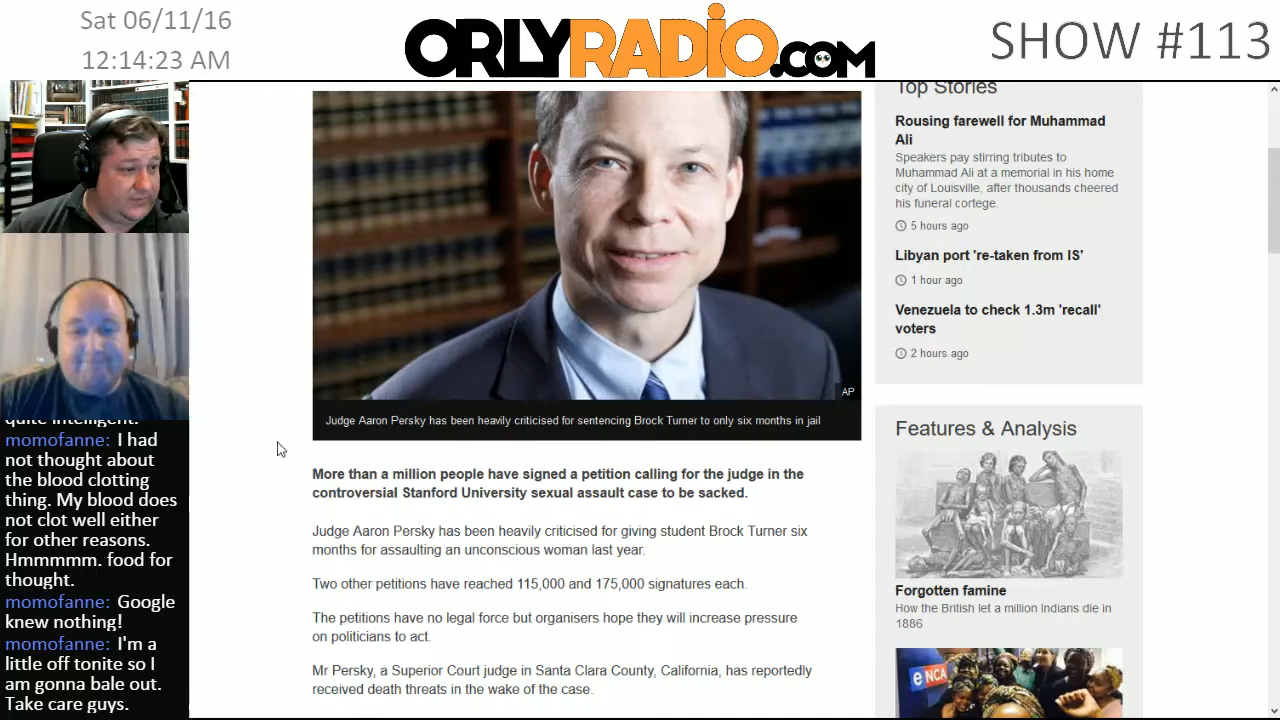 Sat 06/11/16
12:14:23 AM
ORLYRADIO.COM
SHOW #113
AP
Judge Aaron Persky has been heavily criticised for sentencing Brock Turner to only six months in jail
More than a million people have signed a petition calling for the judge in the
controversial Stanford University sexual assault case to be sacked.
Judge Aaron Persky has been heavily criticised for giving student Brock Turner six
months for assaulting an unconscious woman last year.
Two other petitions have reached 115,000 and 175,000 signatures each.
The petitions have no legal force but organisers hope they will increase pressure
on politicians to act.
Mr Persky, a Superior Court judge in Santa Clara County, California, has reportedly
received death threats in the wake of the case.
Top Stories
Rousing farewell for Muhammad
Ali
Speakers pay stirring tributes to
Muhammad Ali at a memorial in his home
city of Louisville, after thousands cheered
his funeral cortege.
5 hours ago
Libyan port 're-taken from IS'
1 hour ago
Venezuela to check 1.3m 'recall'
voters
2 hours ago
Features & Analysis
Forgotten famine
How the British let a million Indians die in
1886
eNCA
quite intelligent.
momofanne: I had
not thought about
the blood clotting
thing. My blood does
not clot well either
for other reasons.
Hmmmmm. food for
thought.
momofanne: Google
knew nothing!
momofanne: I'm a
little off tonite so I
am gonna bale out.
Take care guys.